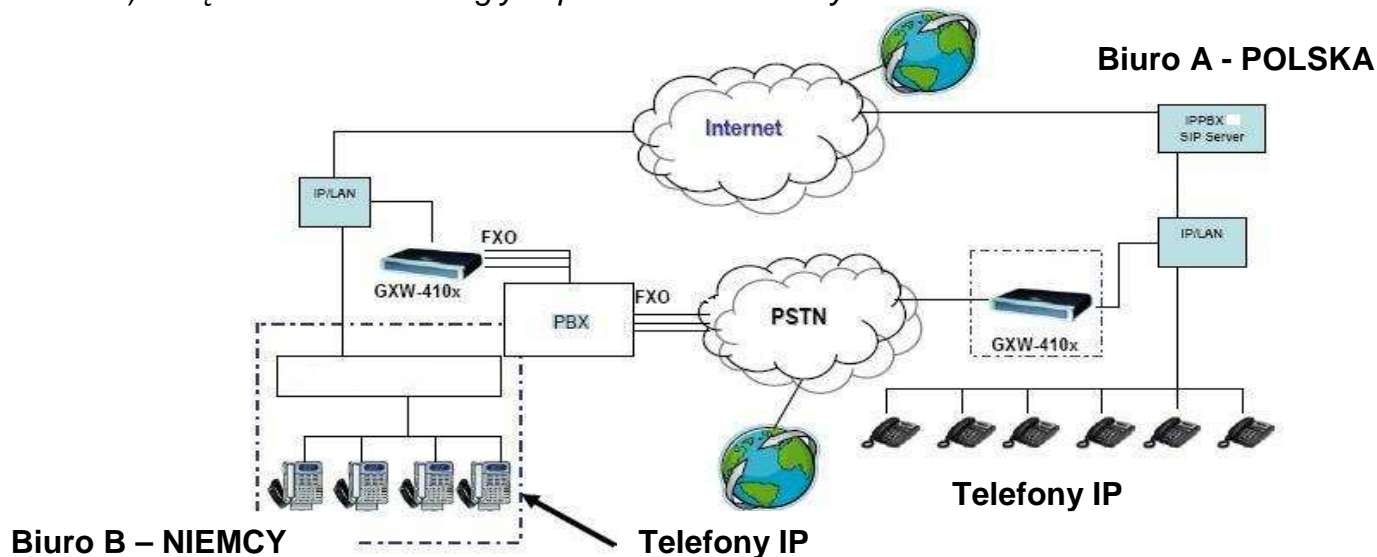 Biuro A - POLSKA
Internet
IPPBX
SIP Server
IP/LAN
IP/LAN
FXO
GXW-410x
FXO
PBX
PSTN
GXW-410x
Telefony IP
Biuro B – NIEMCY
Telefony IP